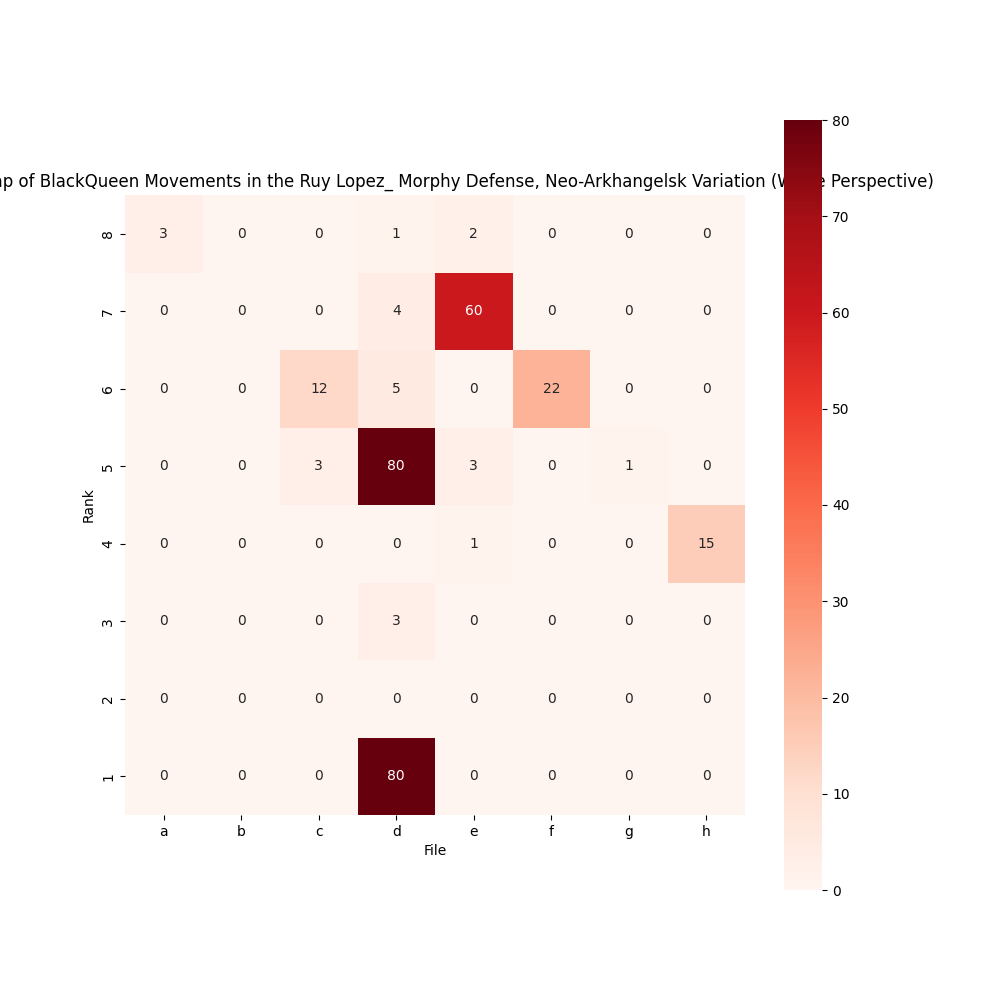 80
of BlackQueen Movements in the Ruy Lopez_ Morphy Defense, Neo-Arkhangelsk Variation Perspective)
8 3 0 0 1 2 0 0 0
7 0 0 0 4 60 0 0 0
6 0 0 12 5 0 22 0 0
5 0 0 3 80 3 0 1 0
4 0 0 0 0 1 0 0 15
3 0 0 0 3 0 0 0 0
2 0 0 0 0 0 0 0 0
1 0 0 0 80 0 0 0 0
a b c d e f g h
File
Rank
70
60
50
40
30
20
10
0